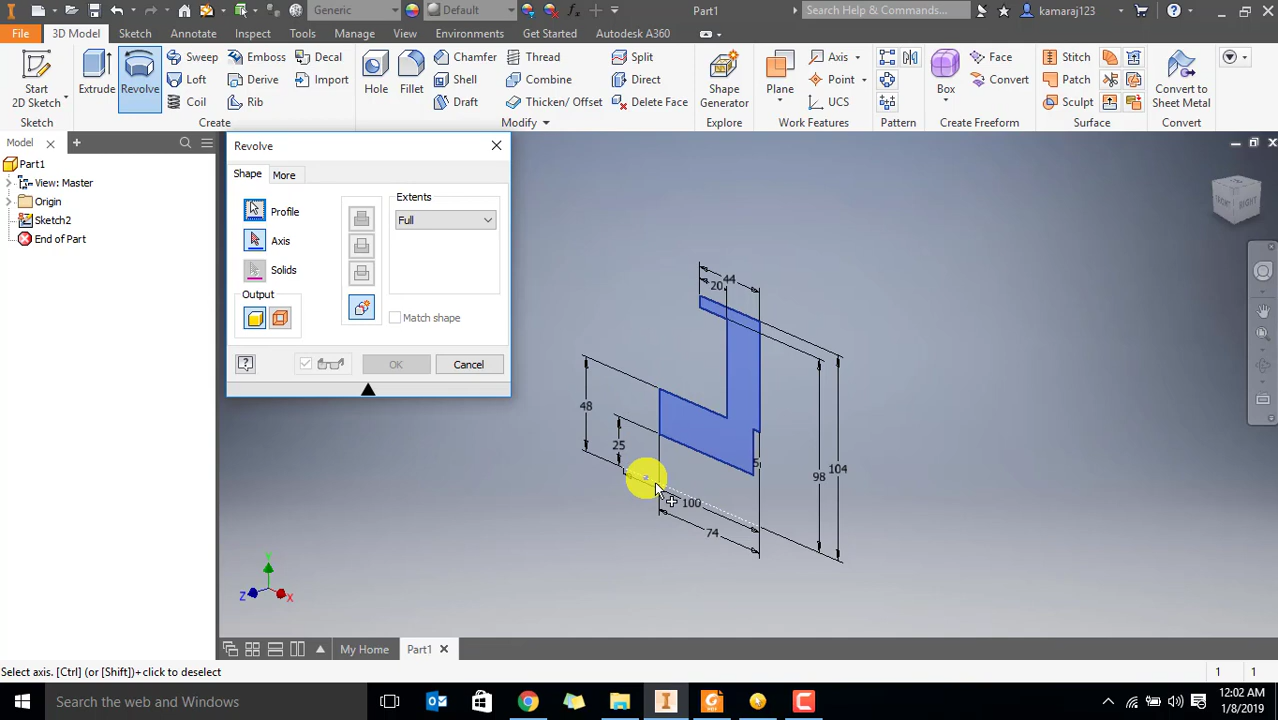 Generic
Default
Part1
Search Help & Commands...
kamaraj123
File
3D Model
Sketch
Annotate
Inspect
Tools
Manage
View
Environments
Get Started
Autodesk A360
Start
2D Sketch
Extrude
Revolve
Sweep
Loft
Coil
Emboss
Derive
Rib
Decal
Import
Hole
Fillet
Chamfer
Shell
Draft
Thread
Combine
Thicken/ Offset
Split
Direct
Delete Face
Shape
Generator
Plane
Axis
Point
UCS
Box
Face
Convert
Stitch
Patch
Sculpt
Convert to
Sheet Metal
Sketch
Create
Modify
Explore
Work Features
Pattern
Create Freeform
Surface
Convert
Model
Part1
View: Master
Origin
Sketch2
End of Part
Revolve
Shape
More
Profile
Axis
Solids
Output
Extents
Full
Match shape
OK
Cancel
44
20
48
25
5
98
104
100
74
Y
Z
X
My Home
Part1
Select axis. [Ctrl] (or [Shift])+click to deselect
1
1
Search the web and Windows
12:02 AM
1/8/2019